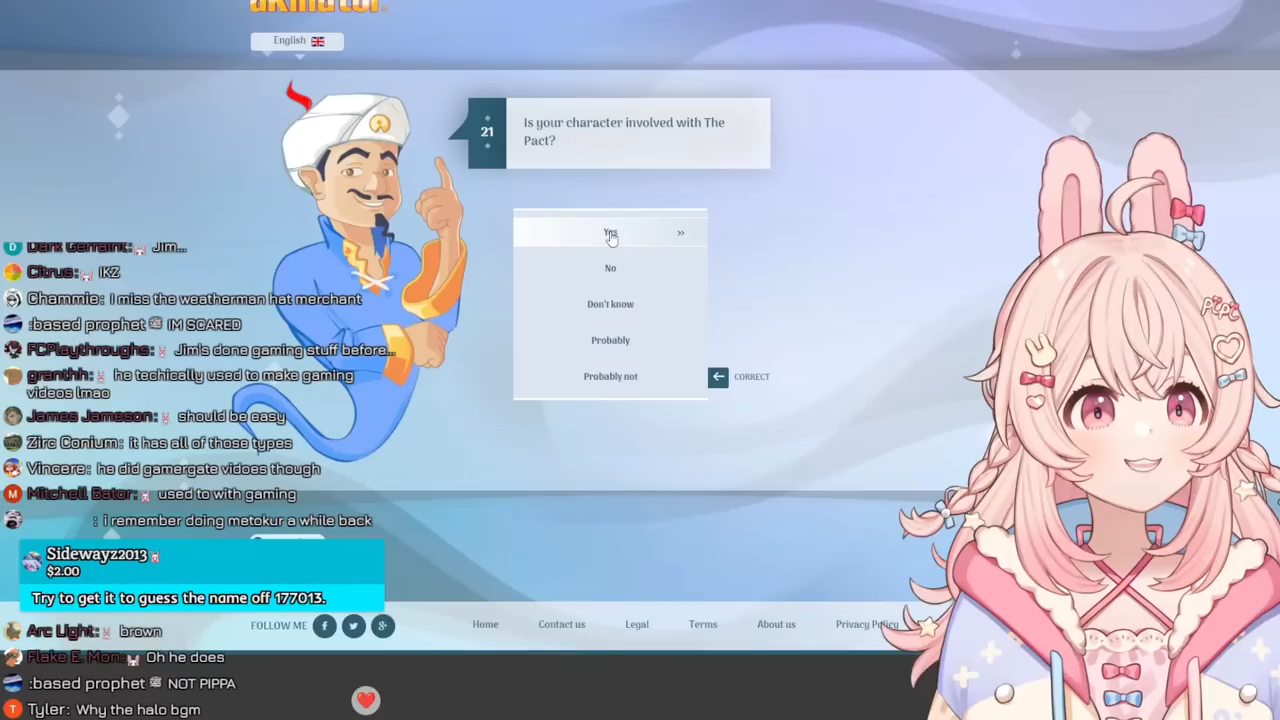 akinator.
English
21
Is your character involved with The
Pact?
Yes
No
Don't know
Probably
Probably not
CORRECT
Dark Gerraint: Jim...
Citrus: IKZ
Chammie: I miss the weatherman hat merchant
:based prophet IM SCARED
FCPlaythroughs: Jim's done gaming stuff before...
granthh: he techically used to make gaming
videos lmao
James Jameson: should be easy
Zirc Conium: it has all of those types
Vincere: he did gamergate vidoes though
Mitchell Bator: used to with gaming
: i remember doing metokur a while back
Sidewayz2013
$2.00
Try to get it to guess the name off 177013.
Arc Light: brown
Flake E. Mon: Oh he does
:based prophet NOT PIPPA
Tyler: Why the halo bgm
FOLLOW ME
Home
Contact us
Legal
Terms
About us
Privacy Policy